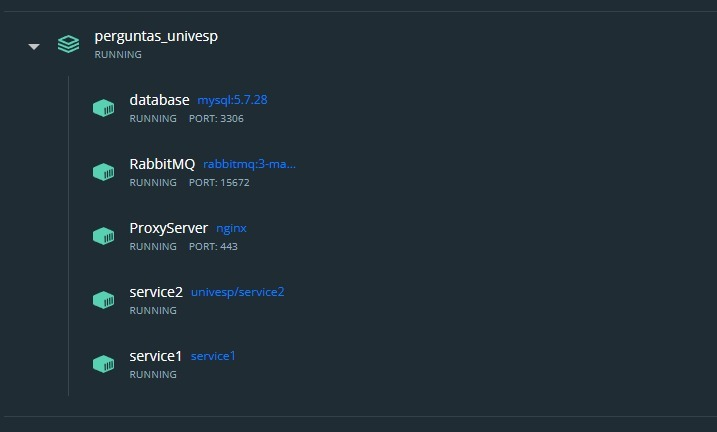 perguntas_univesp
RUNNING
database mysql:5.7.28
RUNNING PORT: 3306
RabbitMQ rabbitmq:3-ma...
RUNNING PORT: 15672
ProxyServer nginx
RUNNING PORT: 443
service2 univesp/service2
RUNNING
service1 service1
RUNNING